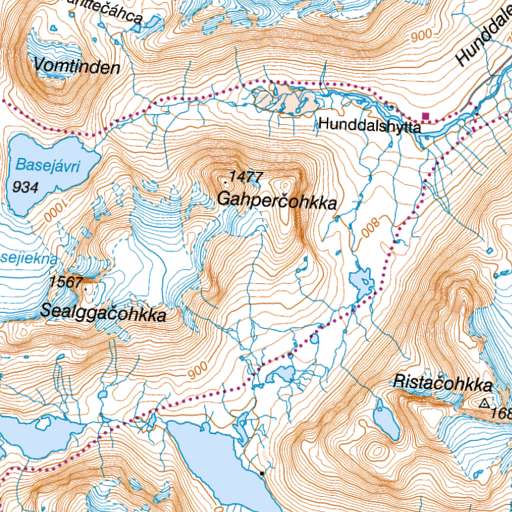 Vomtinden
900
Hunddalshytta
Basejávri
934
1477
Gahperčohkka
1000
800
1567
Sealggačohkka
900
Ristačohkka